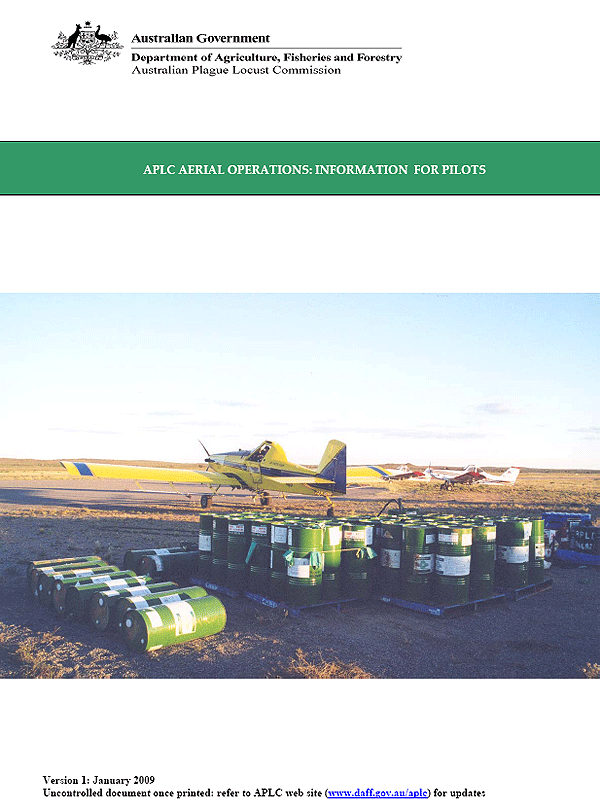 Australian Government
Department of Agriculture, Fisheries and Forestry
Australian Plague Locust Commission
APLC AERIAL OPERATIONS: INFORMATION FOR PILOTS
Version 1: January 2009
Uncontrolled document once printed: refer to APLC web site (www.daff.gov.au/aplc) for updates